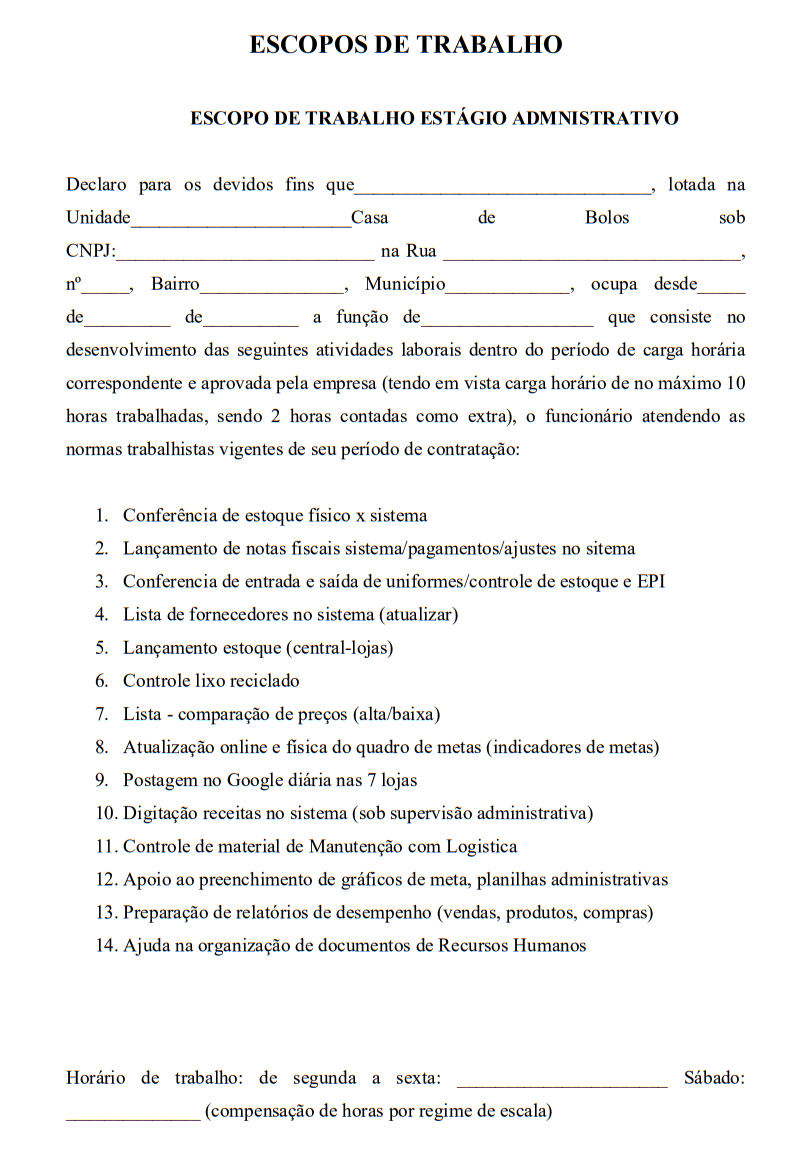 ESCOPOS DE TRABALHO
ESCOPO DE TRABALHO ESTÁGIO ADMNISTRATIVO
Declaro para os devidos fins que_______________________________, lotada na
Unidade_______________________Casa de Bolos sob
CNPJ:___________________________ na Rua _______________________________,
nº_____, Bairro_______________, Município_____________, ocupa desde_____
de_________ de__________ a função de__________________ que consiste no
desenvolvimento das seguintes atividades laborais dentro do período de carga horária
correspondente e aprovada pela empresa (tendo em vista carga horário de no máximo 10
horas trabalhadas, sendo 2 horas contadas como extra), o funcionário atendendo as
normas trabalhistas vigentes de seu período de contratação:
1. Conferência de estoque físico x sistema
2. Lançamento de notas fiscais sistema/pagamentos/ajustes no sitema
3. Conferencia de entrada e saída de uniformes/controle de estoque e EPI
4. Lista de fornecedores no sistema (atualizar)
5. Lançamento estoque (central-lojas)
6. Controle lixo reciclado
7. Lista - comparação de preços (alta/baixa)
8. Atualização online e física do quadro de metas (indicadores de metas)
9. Postagem no Google diária nas 7 lojas
10. Digitação receitas no sistema (sob supervisão administrativa)
11. Controle de material de Manutenção com Logistica
12. Apoio ao preenchimento de gráficos de meta, planilhas administrativas
13. Preparação de relatórios de desempenho (vendas, produtos, compras)
14. Ajuda na organização de documentos de Recursos Humanos
Horário de trabalho: de segunda a sexta: ______________________ Sábado:
______________ (compensação de horas por regime de escala)